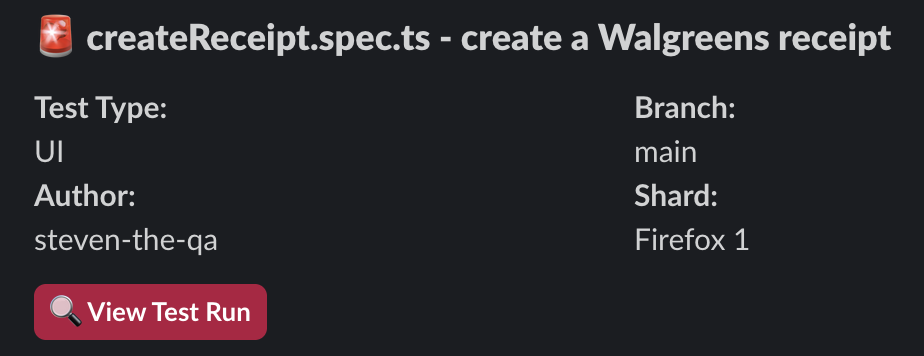 🚨 createReceipt.spec.ts - create a Walgreens receipt
Test Type:
UI
Author:
steven-the-qa
Branch:
main
Shard:
Firefox 1
🔍 View Test Run